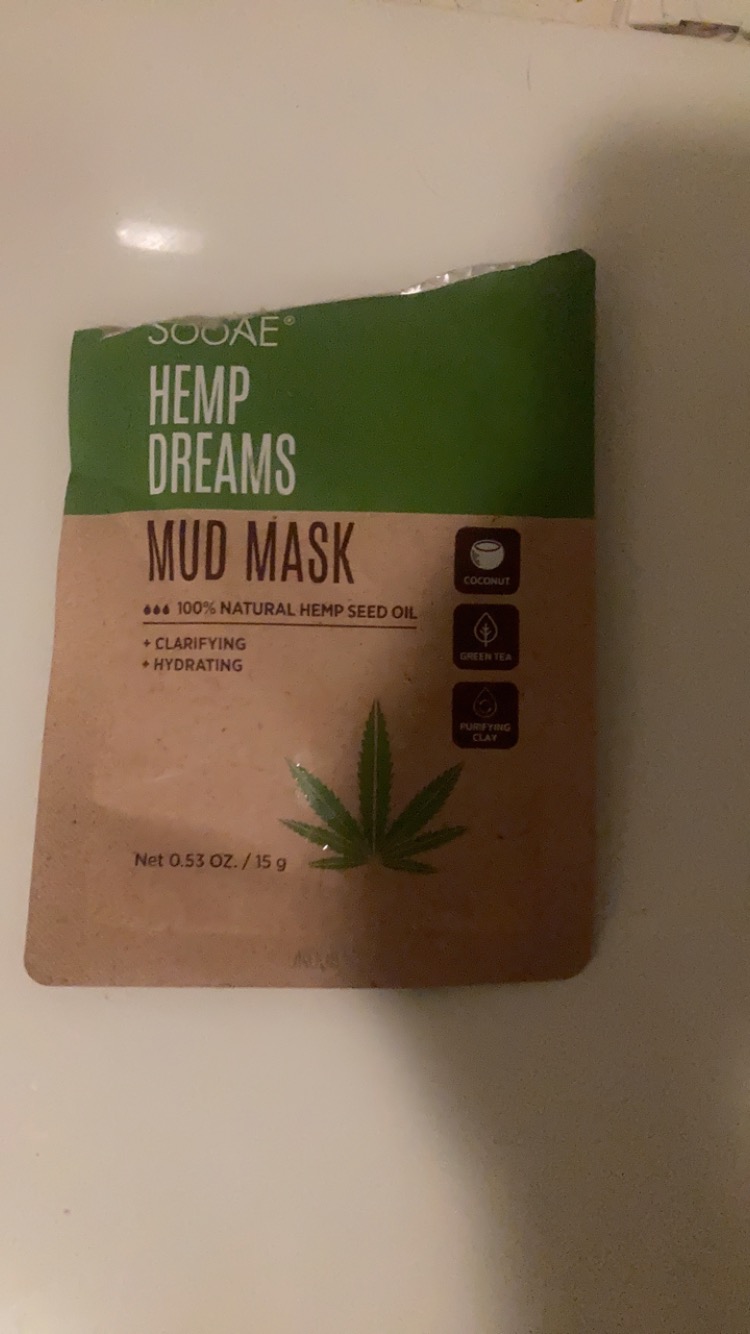 SOOAE®
HEMP
DREAMS
MUD MASK
100% NATURAL HEMP SEED OIL
+ CLARIFYING
+ HYDRATING
COCONUT
GREEN TEA
PURIFYING
CLAY
Net 0.53 OZ. / 15 g